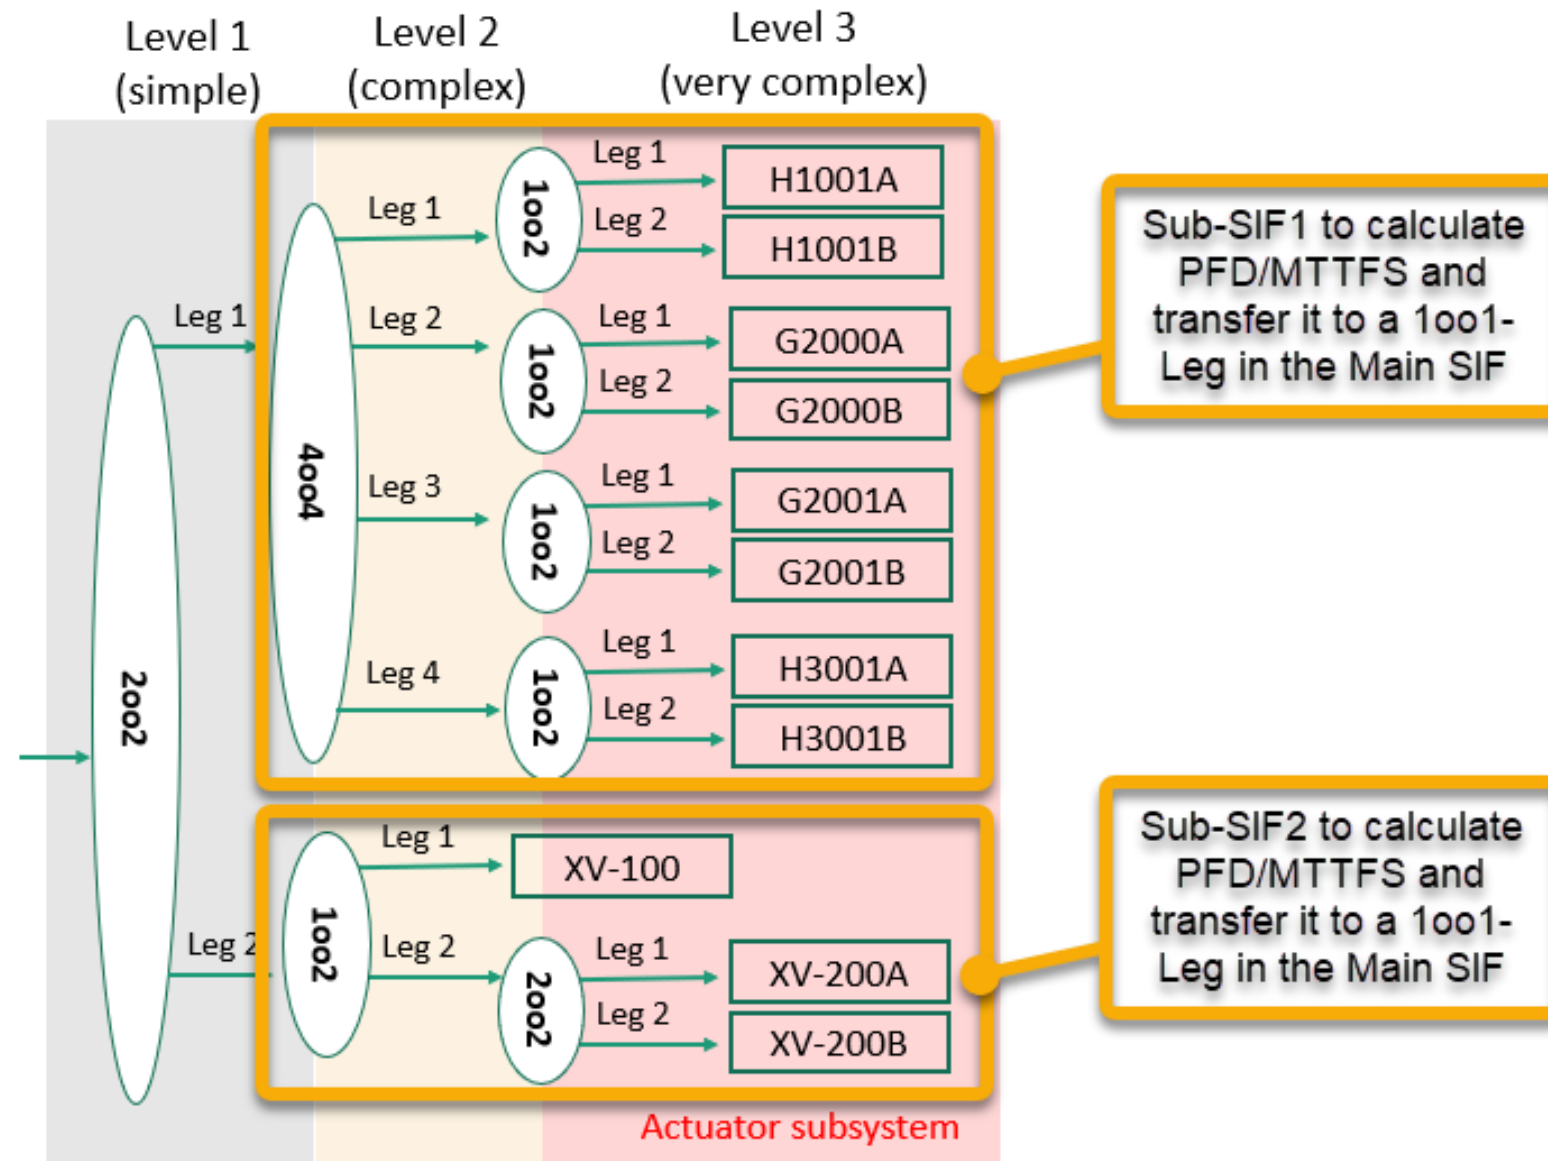 Level 1
(simple)
Level 2
(complex)
Level 3
(very complex)
2oo2
Leg 1
4oo4
Leg 1
1oo2
Leg 1
H1001A
Leg 2
H1001B
Leg 2
1oo2
Leg 1
G2000A
Leg 2
G2000B
Leg 3
1oo2
Leg 1
G2001A
Leg 2
G2001B
Leg 4
1oo2
Leg 1
H3001A
Leg 2
H3001B
Sub-SIF1 to calculate
PFD/MTTFS and
transfer it to a 1oo1-
Leg in the Main SIF
Leg 2
1oo2
Leg 1
XV-100
Leg 2
2oo2
Leg 1
XV-200A
Leg 2
XV-200B
Sub-SIF2 to calculate
PFD/MTTFS and
transfer it to a 1oo1-
Leg in the Main SIF
Actuator subsystem